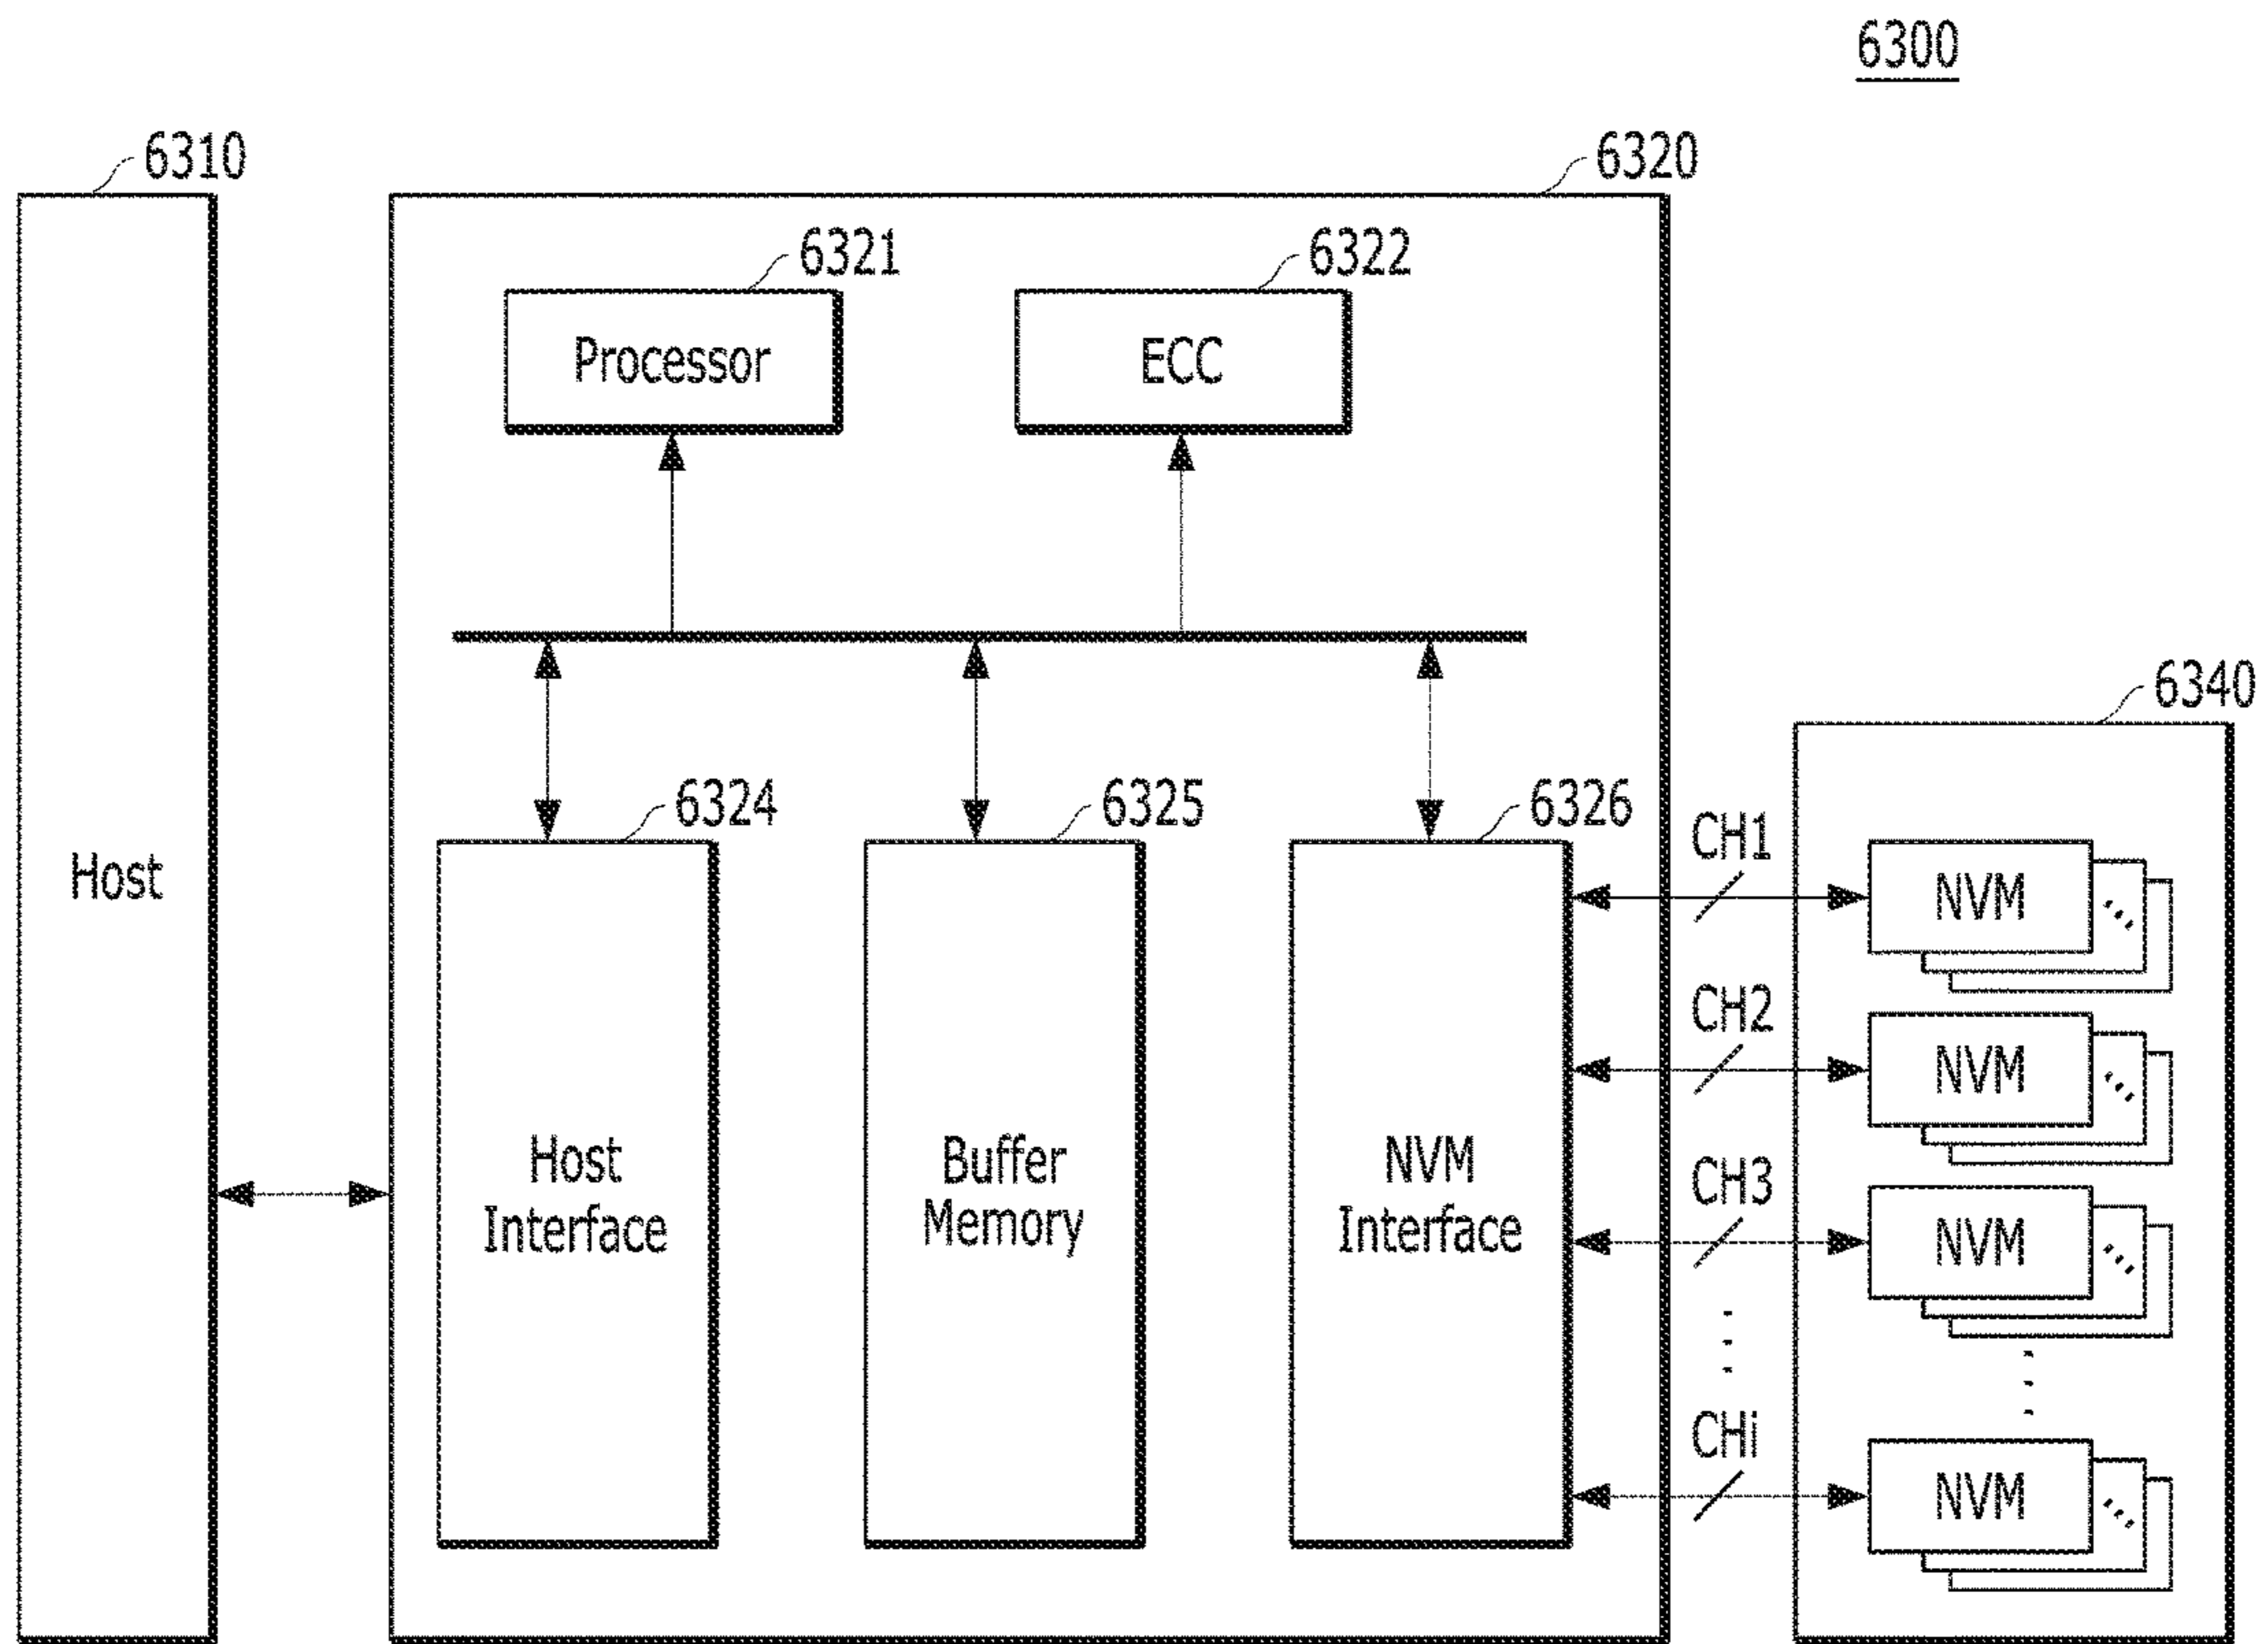 6300
6310
6320
6321
6322
Processor
ECC
6340
6324
6325
6326
CH1
Host
NVM
CH2
NVM
Host
Interface
Buffer
Memory
NVM
Interface
CH3
NVM
CHi
NVM